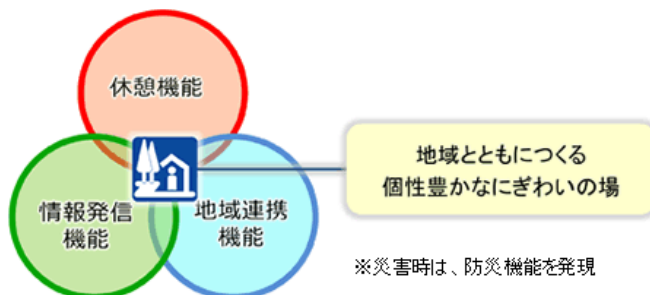 休憩機能
情報発信
機能
地域連携
機能
地域とともにつくる
個性豊かなにぎわいの場
※災害時は、防災機能を発現